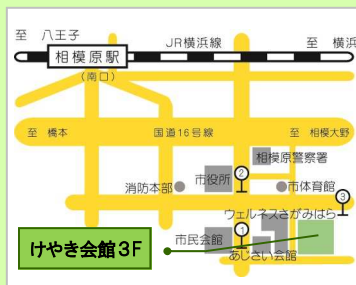 至 八王子
JR横浜線
至 横浜
相模原駅
(南口)
至 橋本
国道16号線
至 相模大野
相模原警察署
市役所
②
消防本部
市体育館
③
ウェルネスさがみはら
市民会館
①
あじさい会館
けやき会館3F